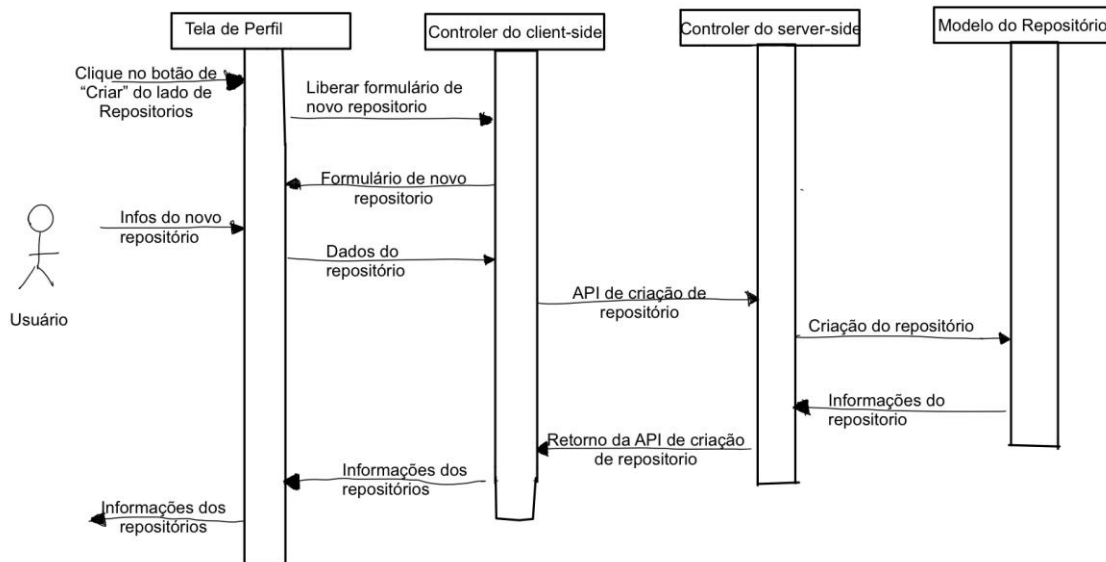 Tela de Perfil
Controler do client-side
Controler do server-side
Modelo do Repositório
Clique no botão de
“Criar” do lado de
Repositorios
Liberar formulário de
novo repositorio
Formulário de novo
repositorio
Infos do novo
repositório
Dados do
repositório
Usuário
API de criação de
repositório
Criação do repositório
Informações do
repositorio
Retorno da API de criação
de repositorio
Informações dos
repositórios
Informações dos
repositórios